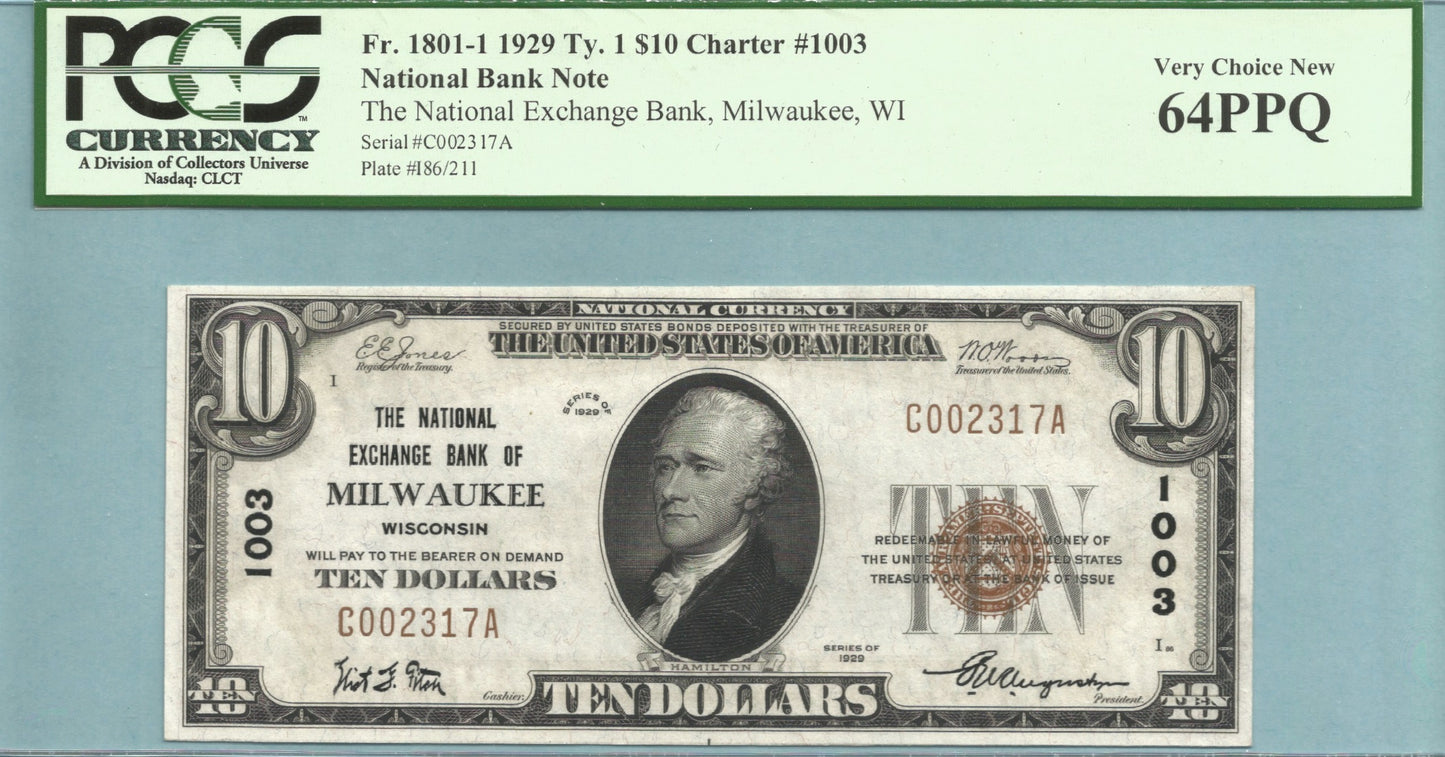 PCGS
CURRENCY
A Division of Collectors Universe
Nasdaq: CLCT
Fr. 1801-1 1929 Ty. 1 $10 Charter #1003
National Bank Note
The National Exchange Bank, Milwaukee, WI
Serial #C002317A
Plate #I86/211
Very Choice New
64PPQ
NATIONAL CURRENCY
SECURED BY UNITED STATES BONDS DEPOSITED WITH THE TREASURER OF
THE UNITED STATES OF AMERICA
10
10
E E Jones
Register of the Treasury.
W.O. Woods
Treasurer of the United States.
I
SERIES OF
1929
THE NATIONAL
EXCHANGE BANK OF
MILWAUKEE
WISCONSIN
WILL PAY TO THE BEARER ON DEMAND
TEN DOLLARS
C002317A
1003
C002317A
TEN
REDEEMABLE IN LAWFUL MONEY OF
THE UNITED STATES AT UNITED STATES
TREASURY OR AT THE BANK OF ISSUE
1003
I 86
SERIES OF
1929
HAMILTON
Cashier.
President.
10 TEN
TEN DOLLARS
10 TEN